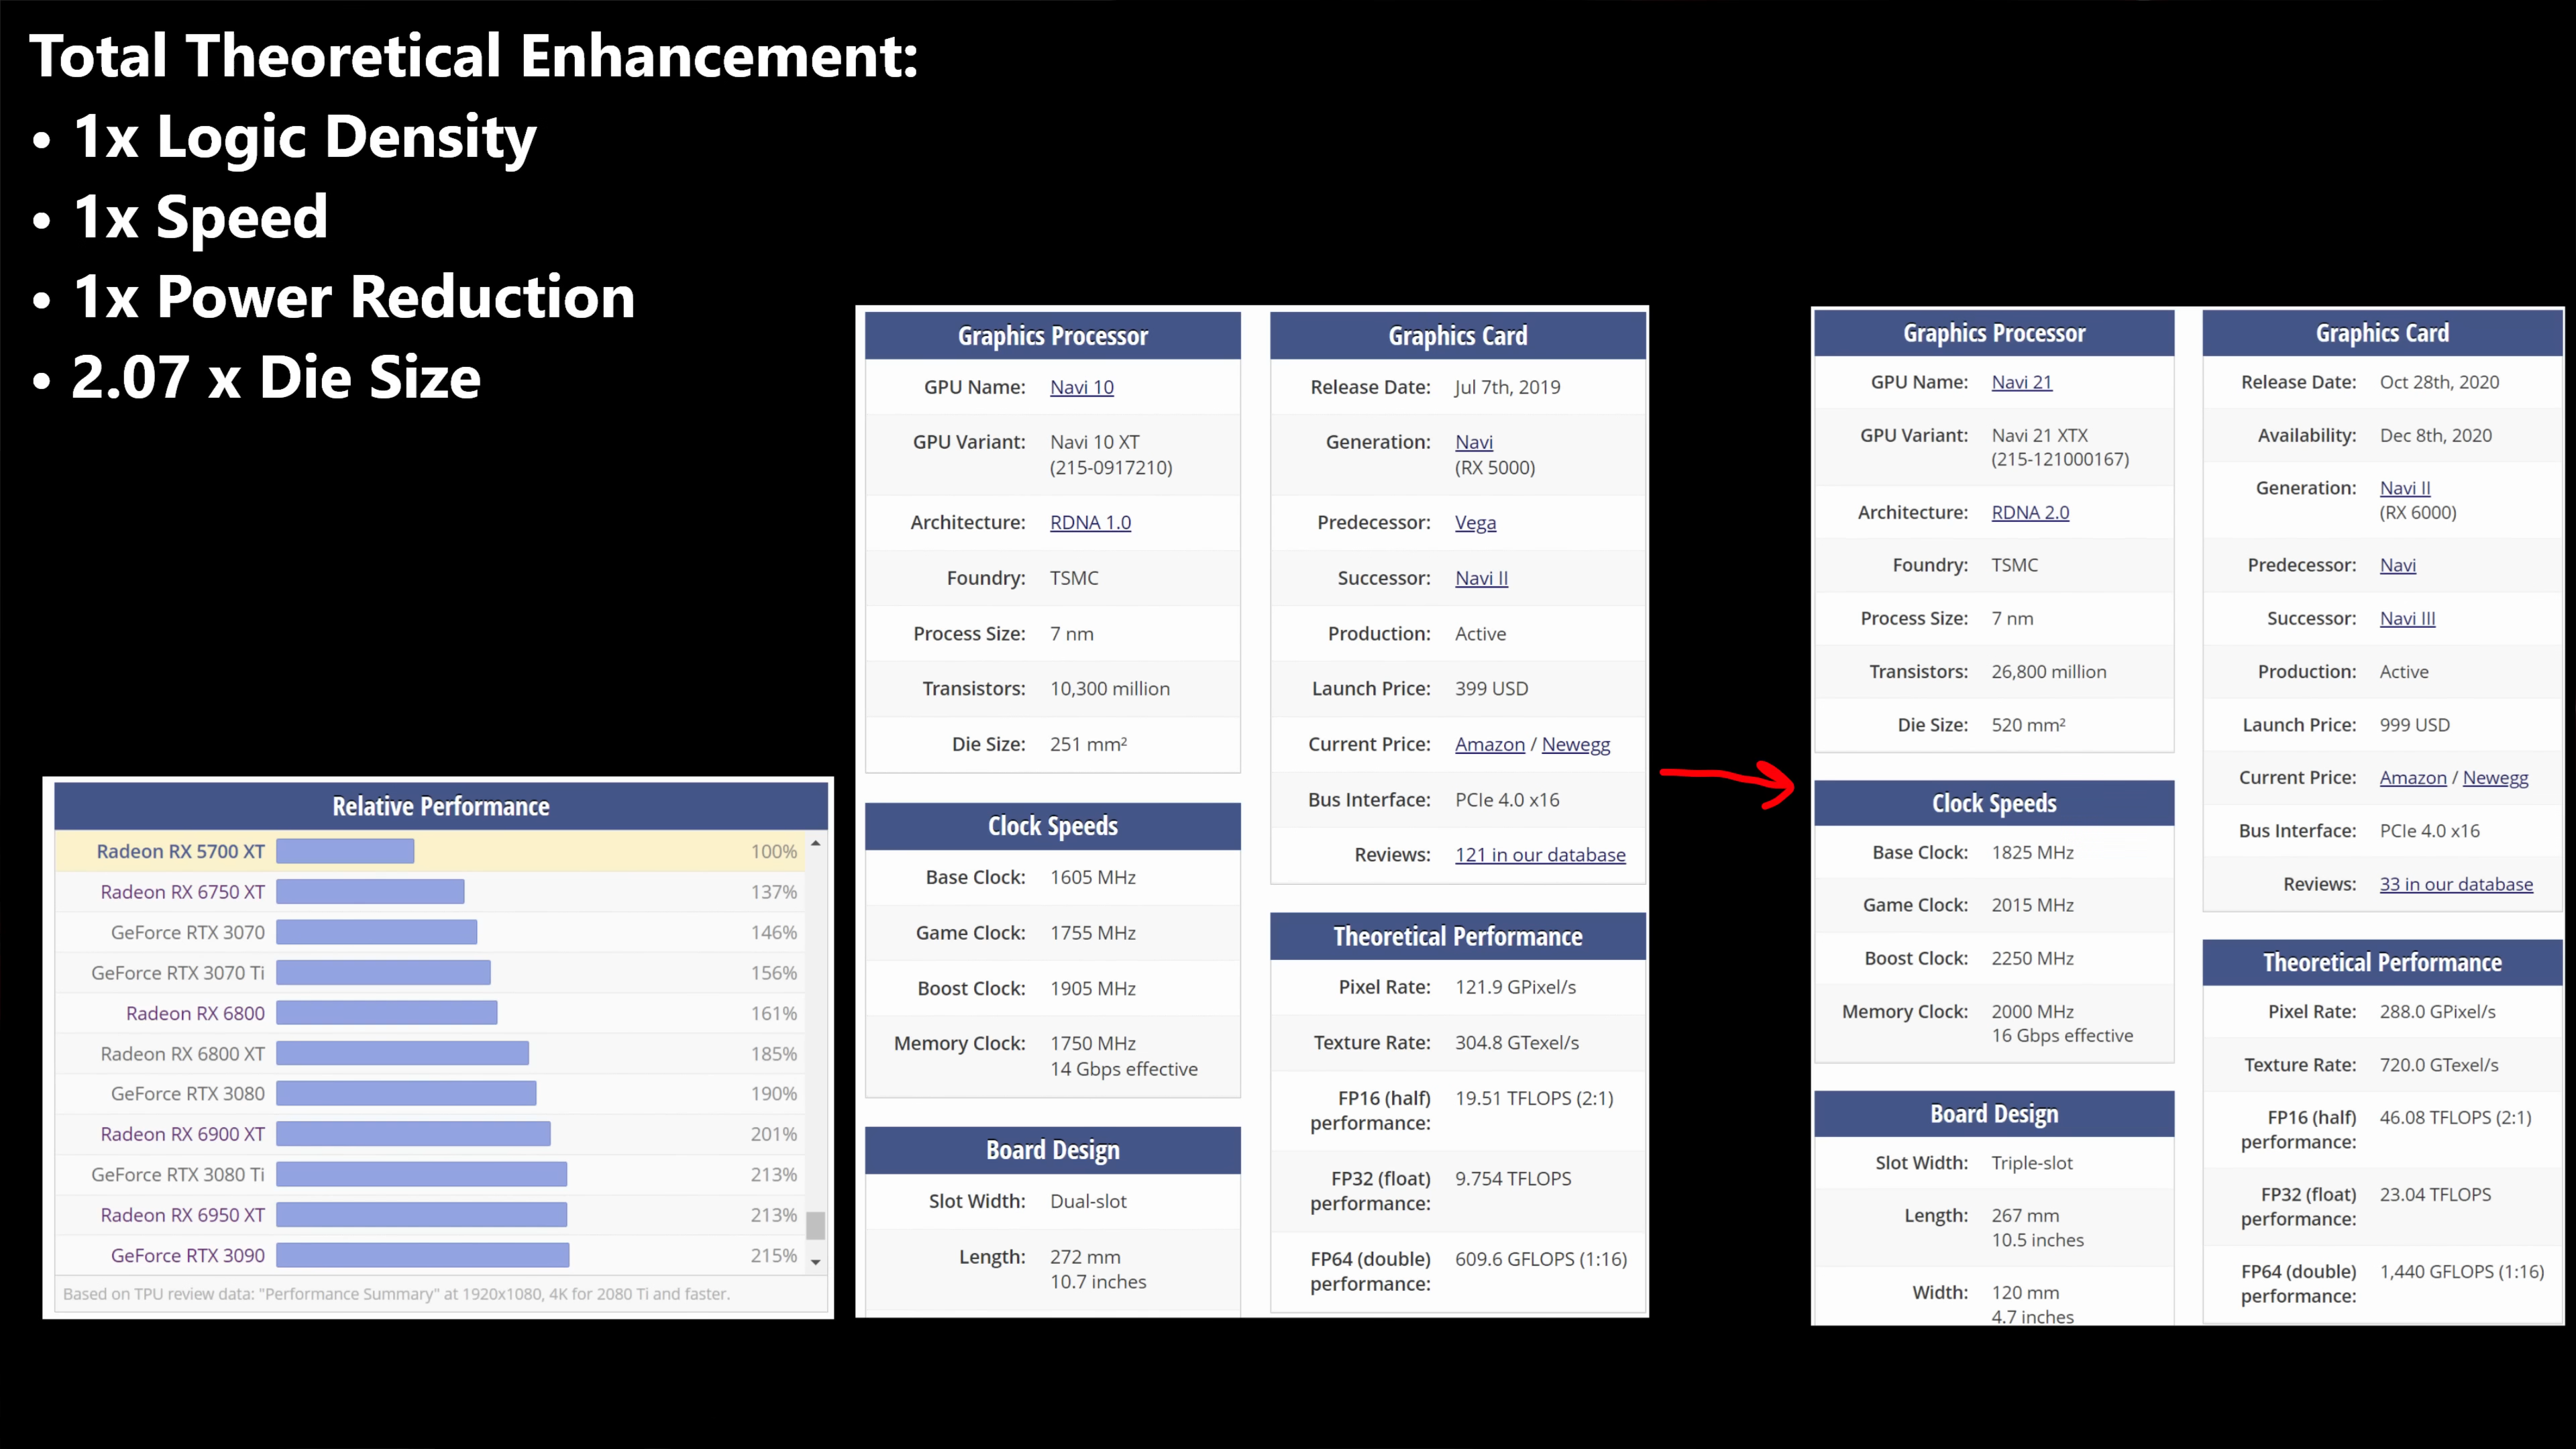 Total Theoretical Enhancement:
• 1x Logic Density
• 1x Speed
• 1x Power Reduction
• 2.07 x Die Size
Relative Performance
Radeon RX 5700 XT 100%
Radeon RX 6750 XT 137%
GeForce RTX 3070 146%
GeForce RTX 3070 Ti 156%
Radeon RX 6800 161%
Radeon RX 6800 XT 185%
GeForce RTX 3080 190%
Radeon RX 6900 XT 201%
GeForce RTX 3080 Ti 213%
Radeon RX 6950 XT 213%
GeForce RTX 3090 215%
Based on TPU review data: "Performance Summary" at 1920x1080, 4K for 2080 Ti and faster.
Graphics Processor
GPU Name: Navi 10
GPU Variant: Navi 10 XT
(215-0917210)
Architecture: RDNA 1.0
Foundry: TSMC
Process Size: 7 nm
Transistors: 10,300 million
Die Size: 251 mm²
Clock Speeds
Base Clock: 1605 MHz
Game Clock: 1755 MHz
Boost Clock: 1905 MHz
Memory Clock: 1750 MHz
14 Gbps effective
Board Design
Slot Width: Dual-slot
Length: 272 mm
10.7 inches
Graphics Card
Release Date: Jul 7th, 2019
Generation: Navi
(RX 5000)
Predecessor: Vega
Successor: Navi II
Production: Active
Launch Price: 399 USD
Current Price: Amazon / Newegg
Bus Interface: PCIe 4.0 x16
Reviews: 121 in our database
Theoretical Performance
Pixel Rate: 121.9 GPixel/s
Texture Rate: 304.8 GTexel/s
FP16 (half) 19.51 TFLOPS (2:1)
performance:
FP32 (float) 9.754 TFLOPS
performance:
FP64 (double) 609.6 GFLOPS (1:16)
performance:
Graphics Processor
GPU Name: Navi 21
GPU Variant: Navi 21 XTX
(215-121000167)
Architecture: RDNA 2.0
Foundry: TSMC
Process Size: 7 nm
Transistors: 26,800 million
Die Size: 520 mm²
Clock Speeds
Base Clock: 1825 MHz
Game Clock: 2015 MHz
Boost Clock: 2250 MHz
Memory Clock: 2000 MHz
16 Gbps effective
Board Design
Slot Width: Triple-slot
Length: 267 mm
10.5 inches
Width: 120 mm
4.7 inches
Graphics Card
Release Date: Oct 28th, 2020
Availability: Dec 8th, 2020
Generation: Navi II
(RX 6000)
Predecessor: Navi
Successor: Navi III
Production: Active
Launch Price: 999 USD
Current Price: Amazon / Newegg
Bus Interface: PCIe 4.0 x16
Reviews: 33 in our database
Theoretical Performance
Pixel Rate: 288.0 GPixel/s
Texture Rate: 720.0 GTexel/s
FP16 (half) 46.08 TFLOPS (2:1)
performance:
FP32 (float) 23.04 TFLOPS
performance:
FP64 (double) 1,440 GFLOPS (1:16)
performance: